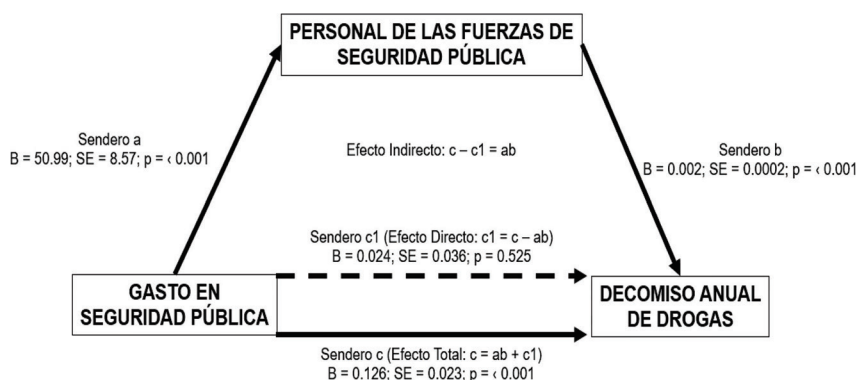 PERSONAL DE LAS FUERZAS DE
SEGURIDAD PÚBLICA
Sendero a
B = 50.99; SE = 8.57; p = ‹ 0.001
Efecto Indirecto: c – c1 = ab
Sendero b
B = 0.002; SE = 0.0002; p = ‹ 0.001
Sendero c1 (Efecto Directo: c1 = c – ab)
B = 0.024; SE = 0.036; p = 0.525
GASTO EN
SEGURIDAD PÚBLICA
DECOMISO ANUAL
DE DROGAS
Sendero c (Efecto Total: c = ab + c1)
B = 0.126; SE = 0.023; p = ‹ 0.001